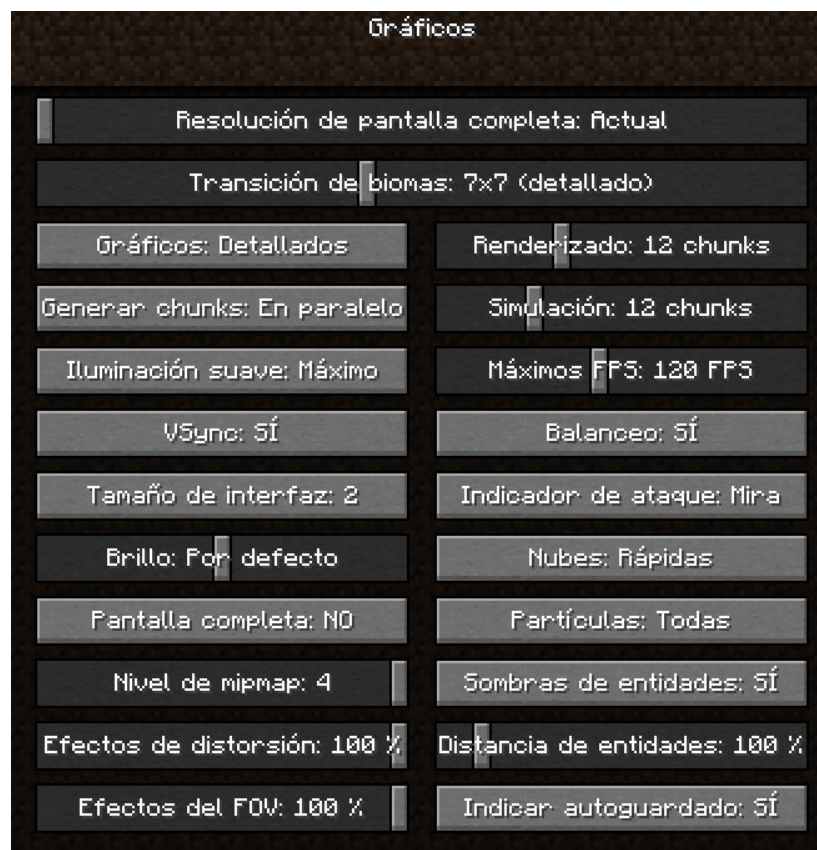 Gráficos
Resolución de pantalla completa: Actual
Transición de biomas: 7x7 (detallado)
Gráficos: Detallados
Renderizado: 12 chunks
Generar chunks: En paralelo
Simulación: 12 chunks
Iluminación suave: Máximo
Máximos FPS: 120 FPS
VSync: SÍ
Balanceo: SÍ
Tamaño de interfaz: 2
Indicador de ataque: Mira
Brillo: Por defecto
Nubes: Rápidas
Pantalla completa: NO
Partículas: Todas
Nivel de mipmap: 4
Sombras de entidades: SÍ
Efectos de distorsión: 100 %
Distancia de entidades: 100 %
Efectos del FOV: 100 %
Indicar autoguardado: SÍ